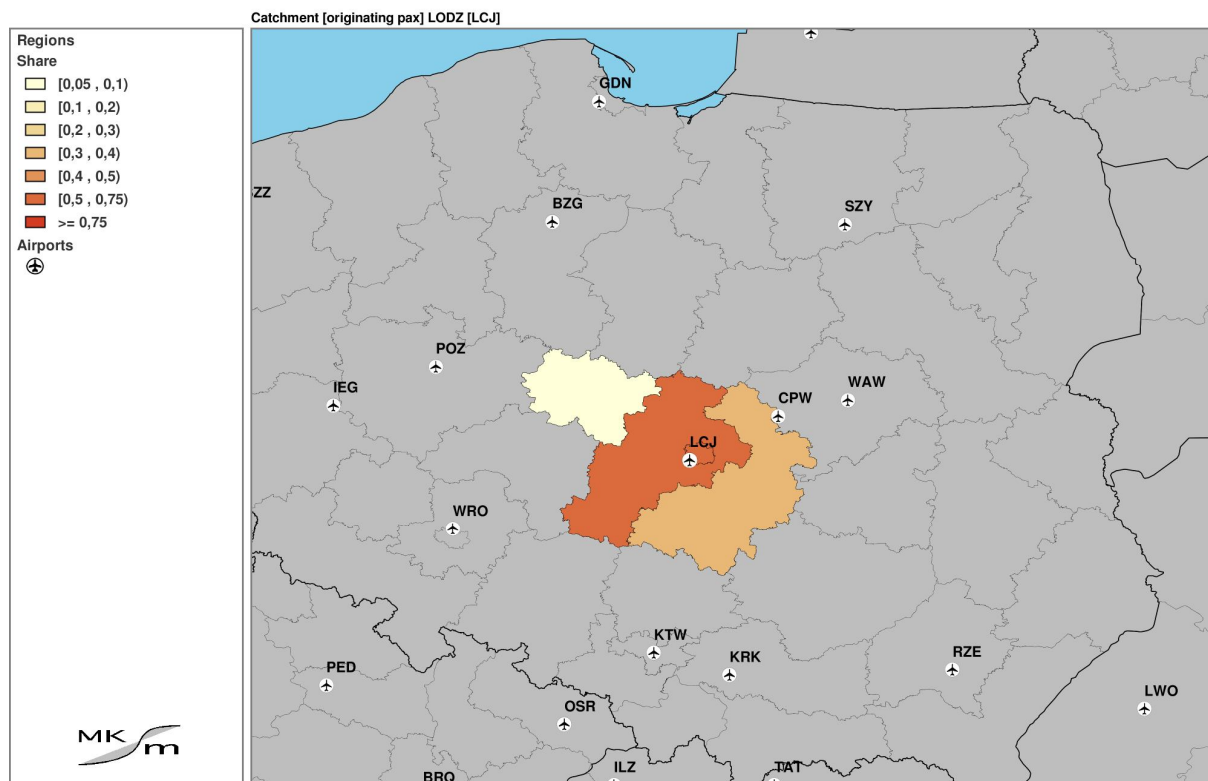 Catchment [originating pax] LODZ [LCJ]
Regions
Share
[0,05 , 0,1)
[0,1 , 0,2)
[0,2 , 0,3)
[0,3 , 0,4)
[0,4 , 0,5)
[0,5 , 0,75)
>= 0,75
Airports
MK
m
GDN
ZZ
BZG
SZY
POZ
IEG
CPW
WAW
LCJ
WRO
KTW
KRK
RZE
PED
LWO
OSR
ILZ
TAT
BRQ